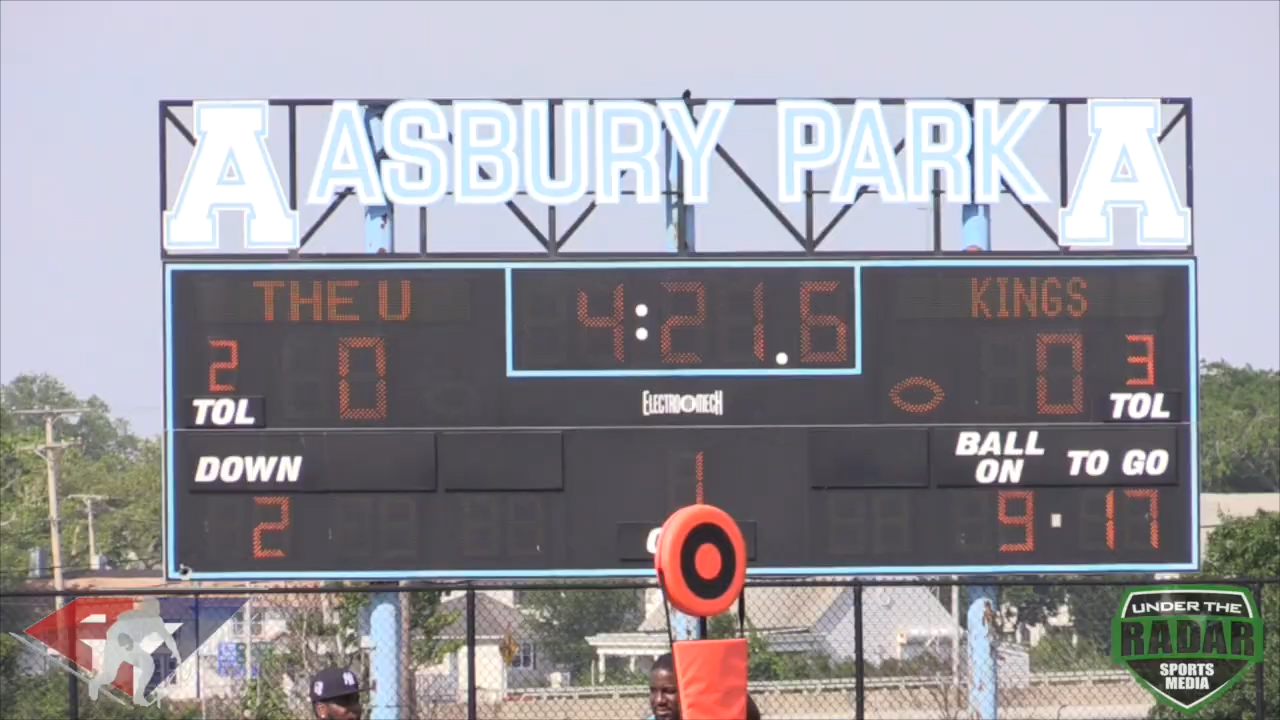 A ASBURY PARK A
THE U 4:21.6 KINGS
2 0 0 3
TOL ELECTRO MECH TOL
DOWN BALL ON TO GO
1
2 9 17
UNDER THE
RADAR
SPORTS
MEDIA